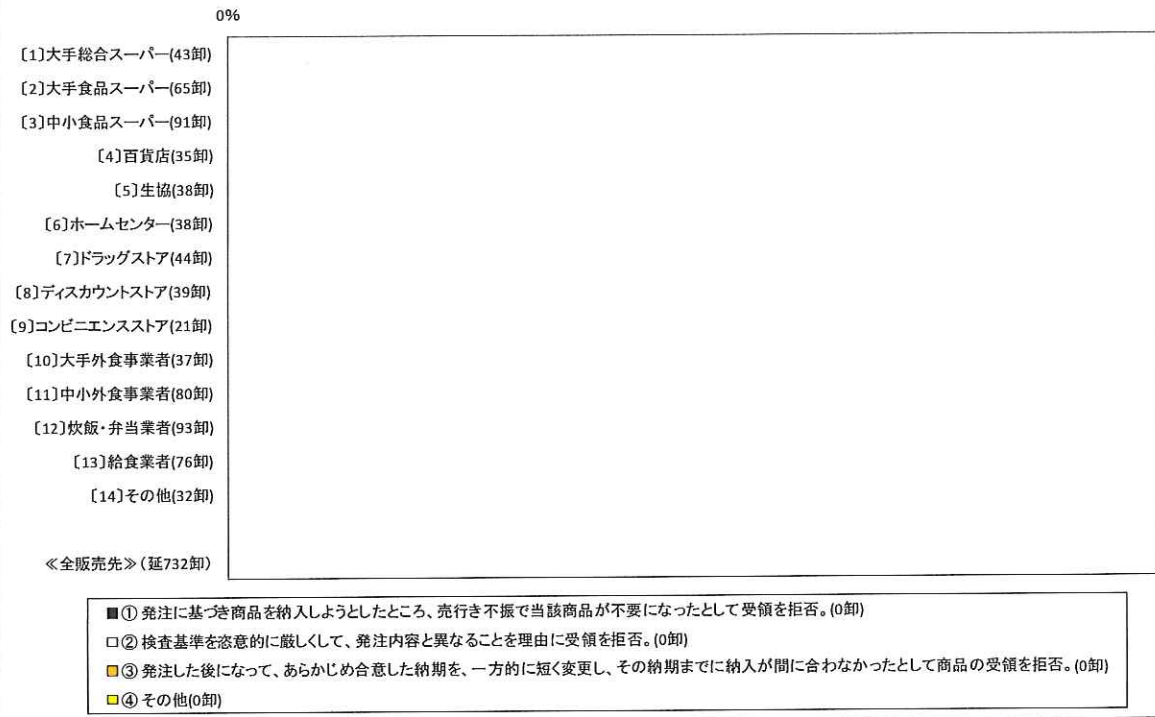 0%
〔1〕大手総合スーパー(43卸)
〔2〕大手食品スーパー(65卸)
〔3〕中小食品スーパー(91卸)
〔4〕百貨店(35卸)
〔5〕生協(38卸)
〔6〕ホームセンター(38卸)
〔7〕ドラッグストア(44卸)
〔8〕ディスカウントストア(39卸)
〔9〕コンビニエンスストア(21卸)
〔10〕大手外食事業者(37卸)
〔11〕中小外食事業者(80卸)
〔12〕炊飯・弁当業者(93卸)
〔13〕給食業者(76卸)
〔14〕その他(32卸)
≪全販売先≫(延732卸)
■① 発注に基づき商品を納入しようとしたところ、売行き不振で当該商品が不要になったとして受領を拒否。(0卸)
□② 検査基準を恣意的に厳しくして、発注内容と異なることを理由に受領を拒否。(0卸)
■③ 発注した後になって、あらかじめ合意した納期を、一方的に短く変更し、その納期までに納入が間に合わなかったとして商品の受領を拒否。(0卸)
■④ その他(0卸)